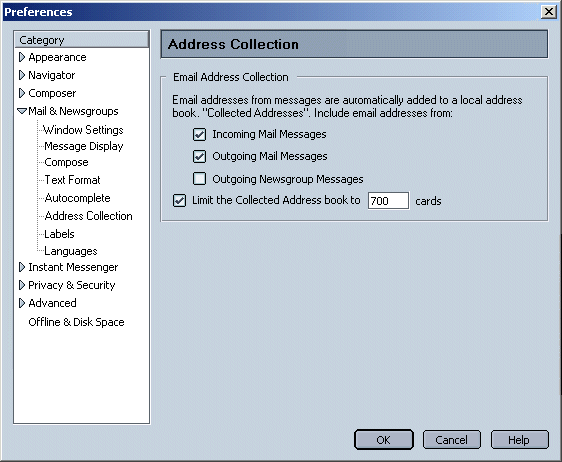 Preferences
Category
Appearance
Navigator
Composer
Mail & Newsgroups
Window Settings
Message Display
Compose
Text Format
Autocomplete
Address Collection
Labels
Languages
Instant Messenger
Privacy & Security
Advanced
Offline & Disk Space
Address Collection
Email Address Collection
Email addresses from messages are automatically added to a local address
book, "Collected Addresses". Include email addresses from:
Incoming Mail Messages
Outgoing Mail Messages
Outgoing Newsgroup Messages
Limit the Collected Address book to 700 cards
OK Cancel Help